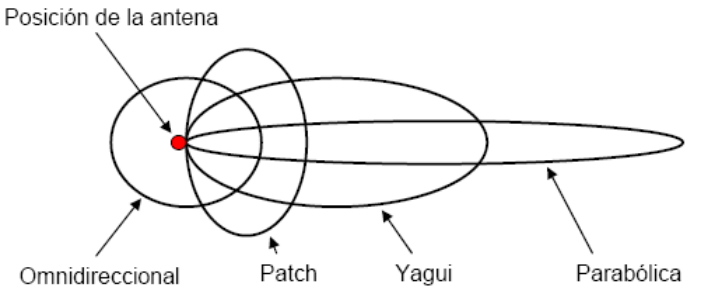 Posición de la antena
Omnidireccional
Patch
Yagui
Parabólica